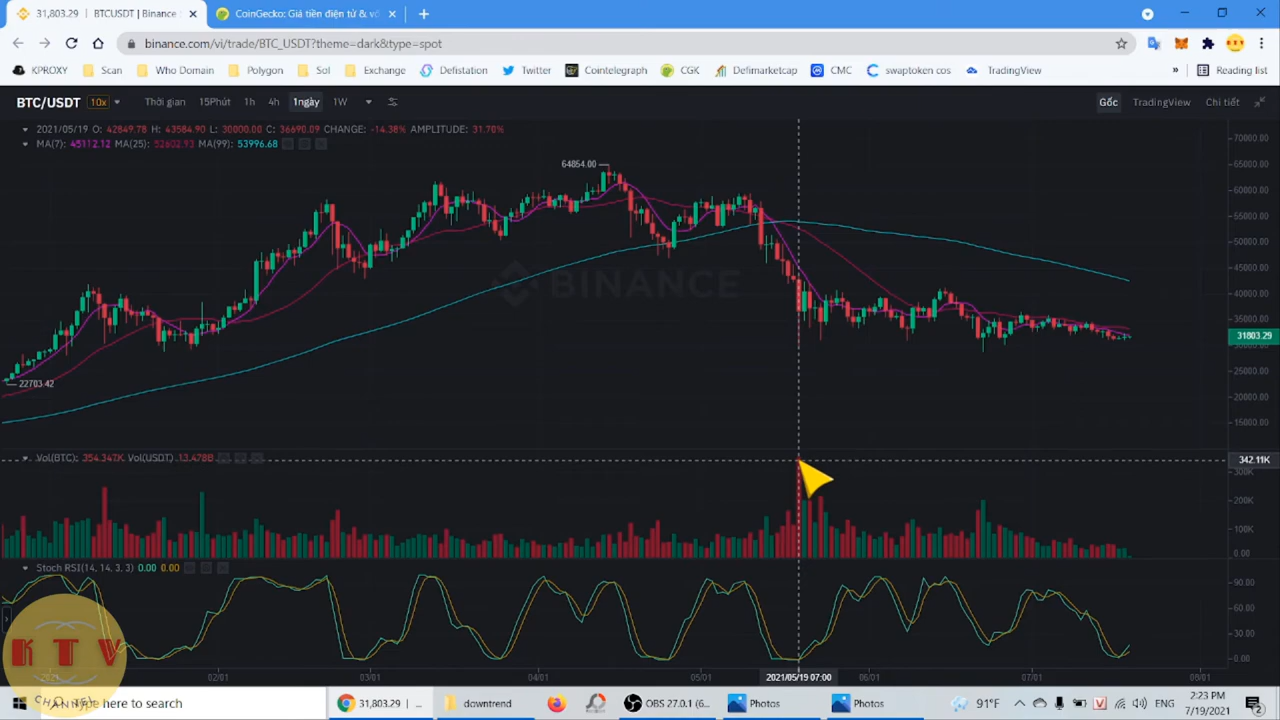 31,803.29 | BTCUSDT | Binance
CoinGecko: Giá tiền điện tử & vố
binance.com/vi/trade/BTC_USDT?theme=dark&type=spot
KPROXY Scan Who Domain Polygon Sol Exchange Defistation Twitter Cointelegraph CGK Defimarketcap CMC swaptoken cos TradingView » Reading list
BTC/USDT 10x Thời gian 15Phút 1h 4h 1ngày 1W Gốc TradingView Chi tiết
2021/05/19 O: 42849.78 H: 43584.90 L: 30000.00 C: 36690.09 CHANGE: -14.38% AMPLITUDE: 31.70%
MA(7): 45112.12 MA(25): 52602.93 MA(99): 53996.68
70000.00
64854.00
65000.00
60000.00
55000.00
50000.00
45000.00
BINANCE
40000.00
35000.00
31803.29
25000.00
22703.42
20000.00
15000.00
Vol(BTC): 354.347K Vol(USDT) 13.478B
342.11K
300K
200K
100K
0.00
Stoch RSI(14, 14, 3, 3) 0.00 0.00
90.00
60.00
30.00
0.00
02/01 03/01 04/01 05/01 2021/05/19 07:00 06/01 07/01 08/01
KTV
CHANNEL
here to search
31,803.29 | ...
downtrend
OBS 27.0.1 (6...
Photos
Photos
91°F
ENG
2:23 PM
7/19/2021
2